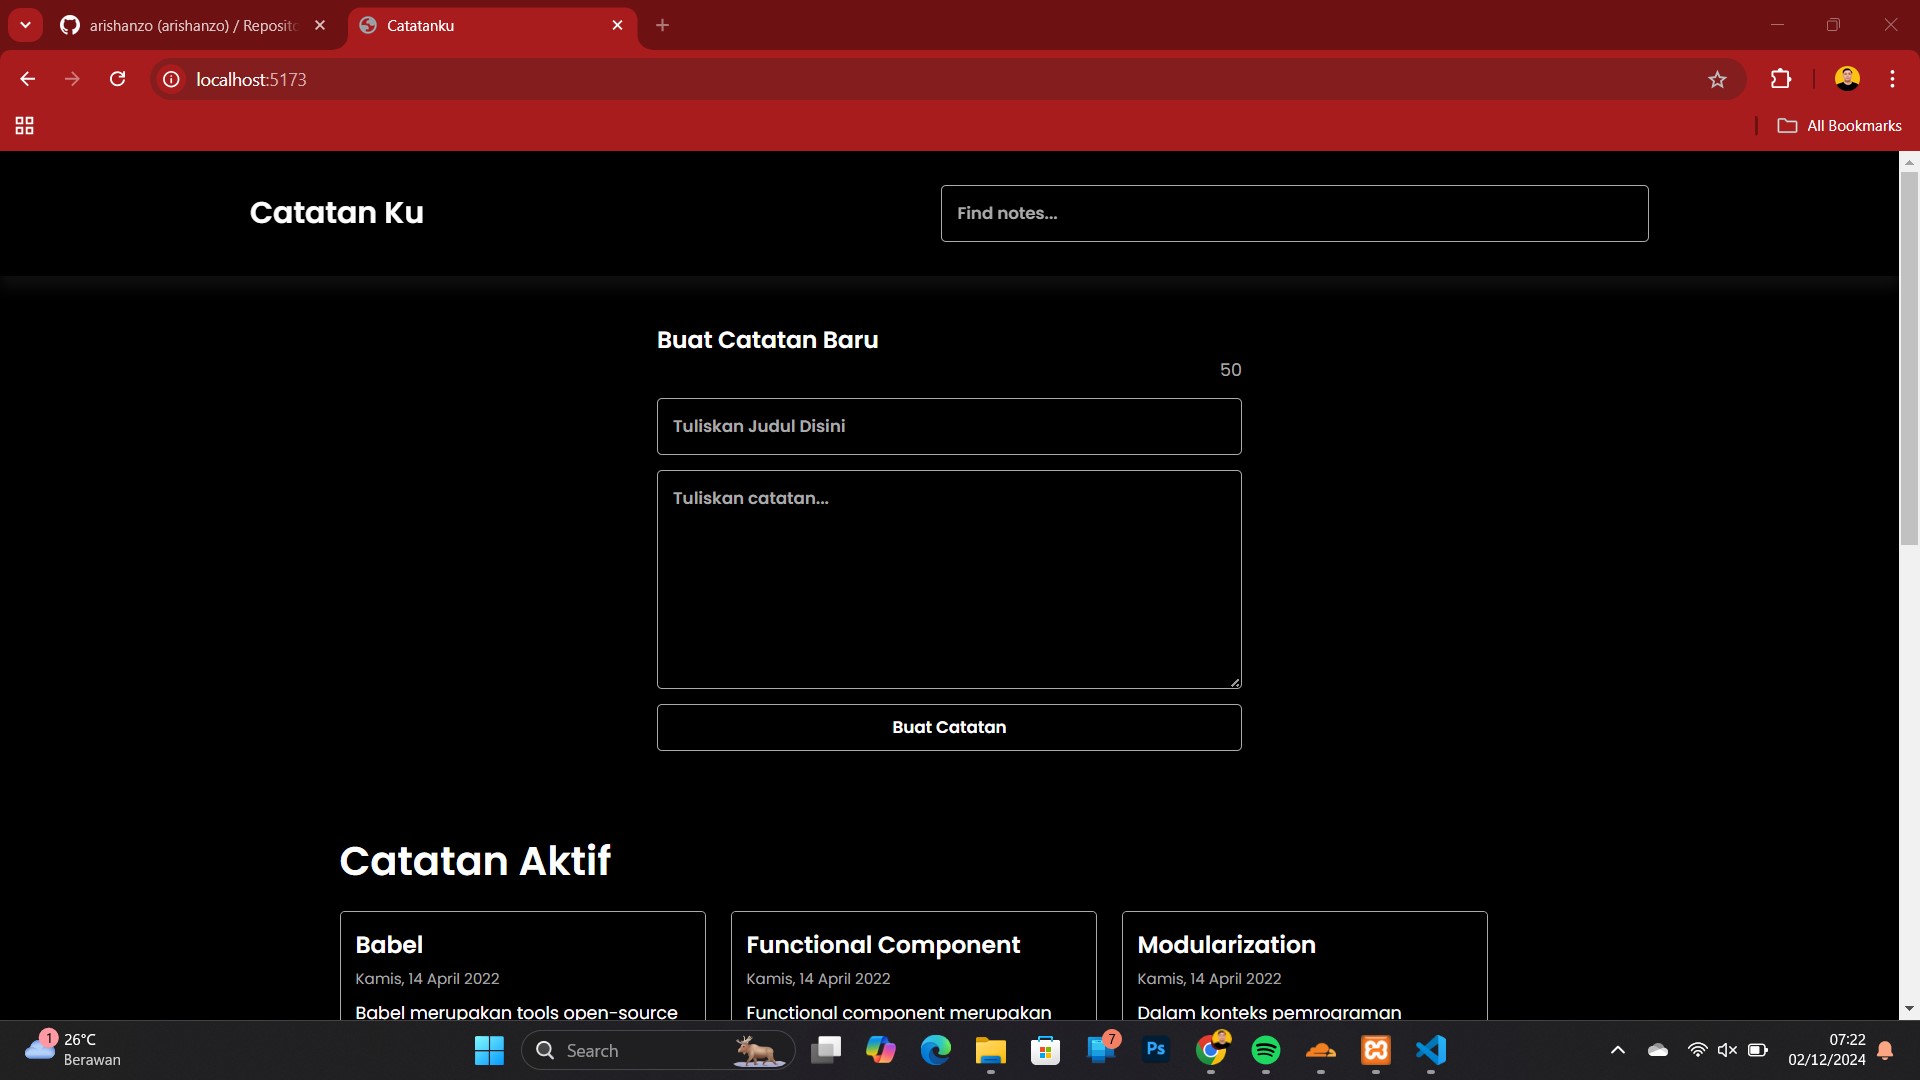 arishanzo (arishanzo) / Reposito
Catatanku
localhost:5173
All Bookmarks
Catatan Ku
Find notes...
Buat Catatan Baru
50
Tuliskan Judul Disini
Tuliskan catatan...
Buat Catatan
Catatan Aktif
Babel
Kamis, 14 April 2022
Babel merupakan tools open-source
Functional Component
Kamis, 14 April 2022
Functional component merupakan
Modularization
Kamis, 14 April 2022
Dalam konteks pemrograman
1
26°C
Berawan
Search
7
Ps
07:22
02/12/2024